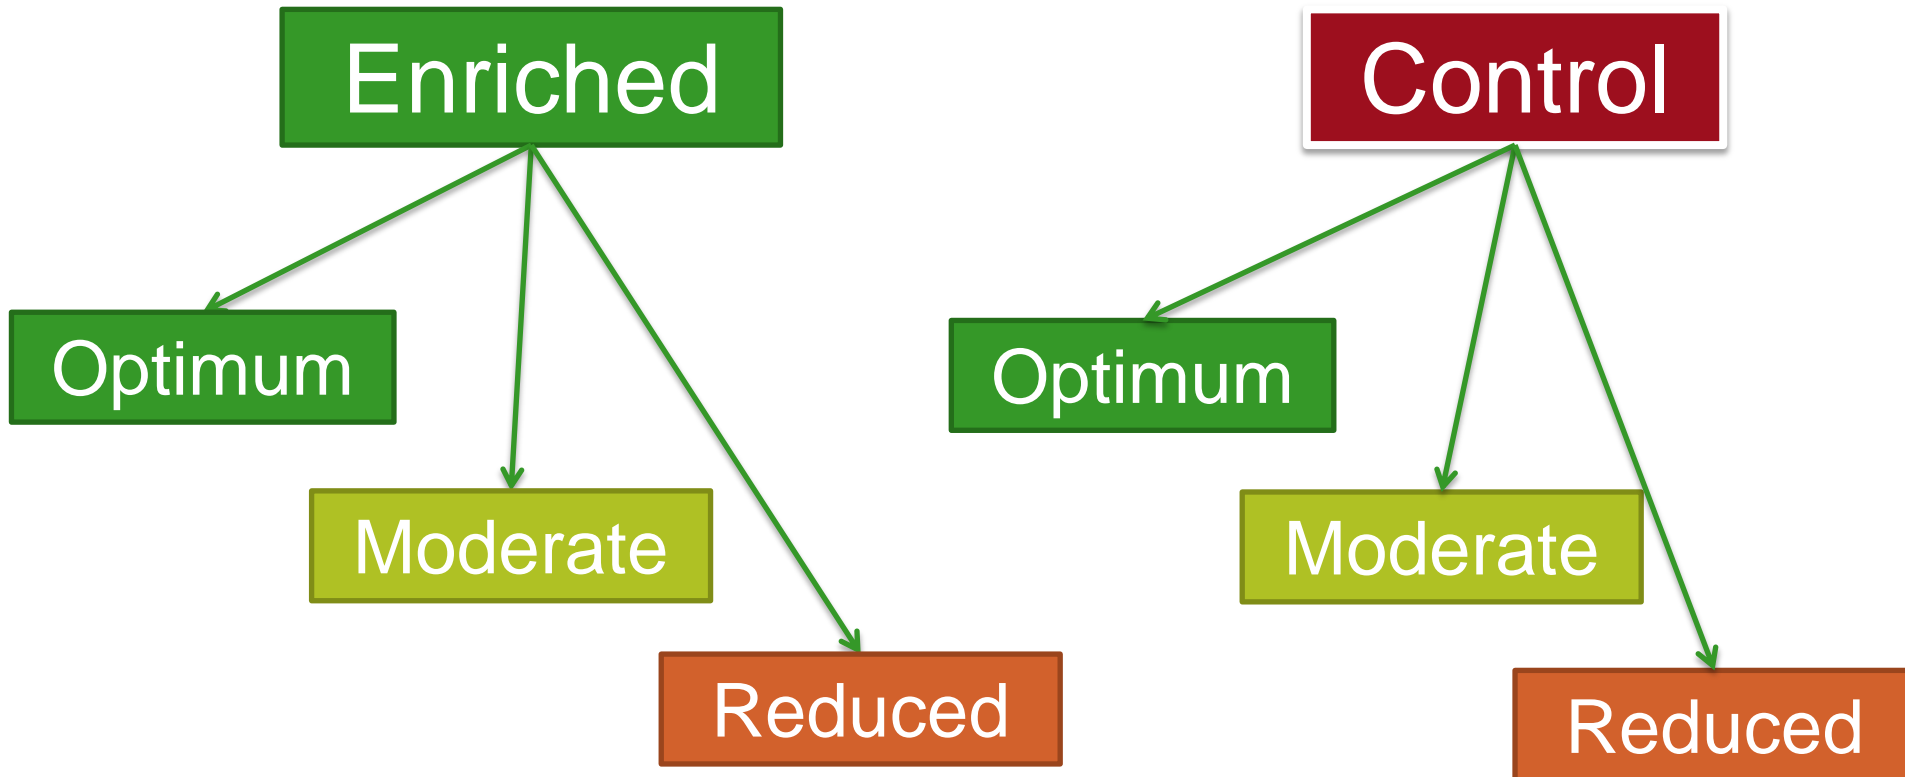 Enriched
Control
Optimum
Optimum
Moderate
Moderate
Reduced
Reduced